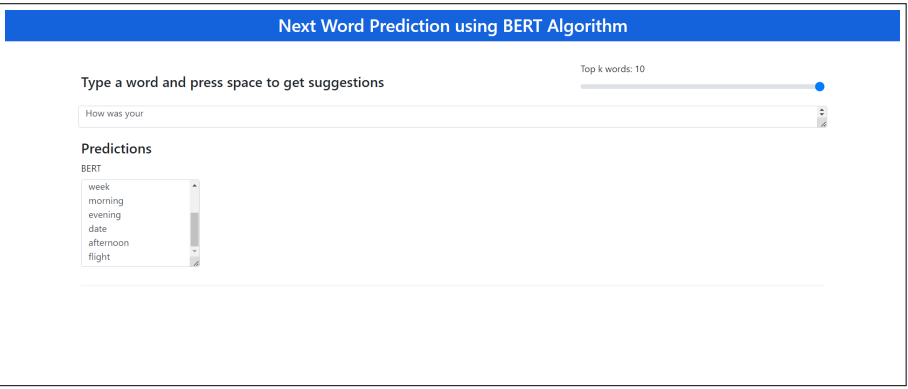 Next Word Prediction using BERT Algorithm
Top k words: 10
Type a word and press space to get suggestions
How was your
Predictions
BERT
week
morning
evening
date
afternoon
flight